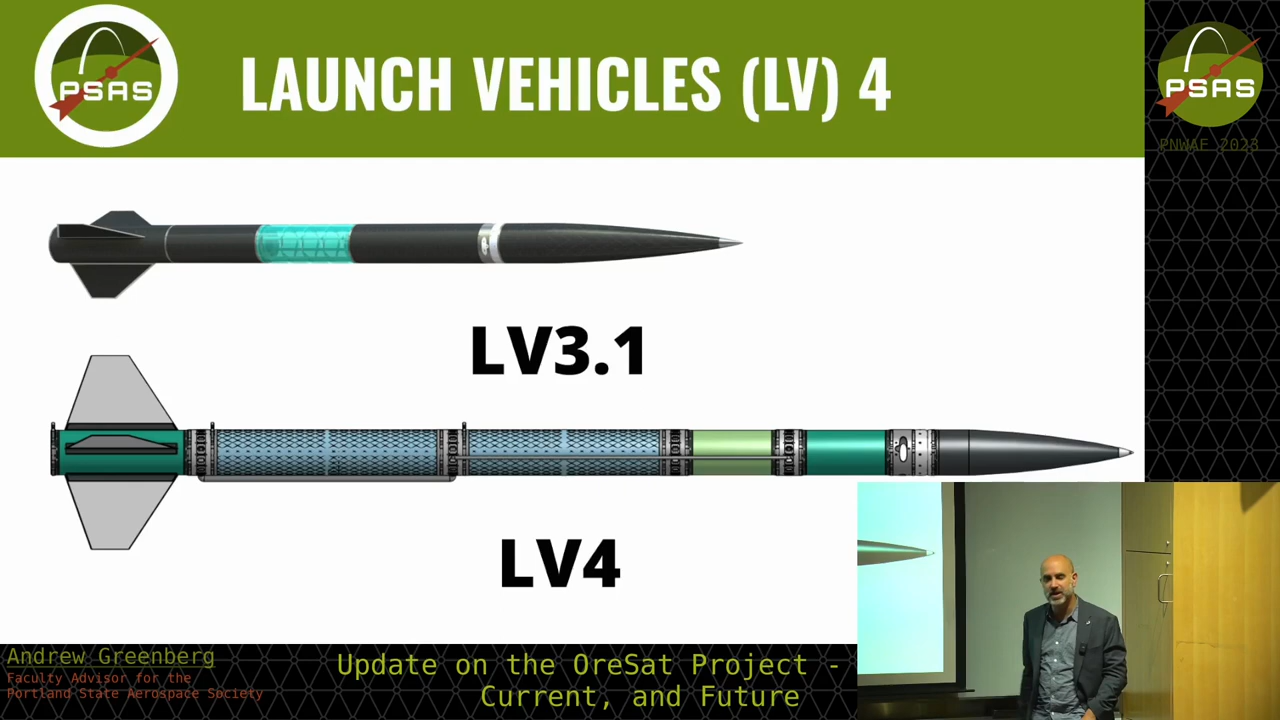 PSAS
LAUNCH VEHICLES (LV) 4
PSAS
PNWAE 2023
LV3.1
LV4
Andrew Greenberg
Faculty Advisor for the
Portland State Aerospace Society
Update on the OreSat Project -
Current, and Future